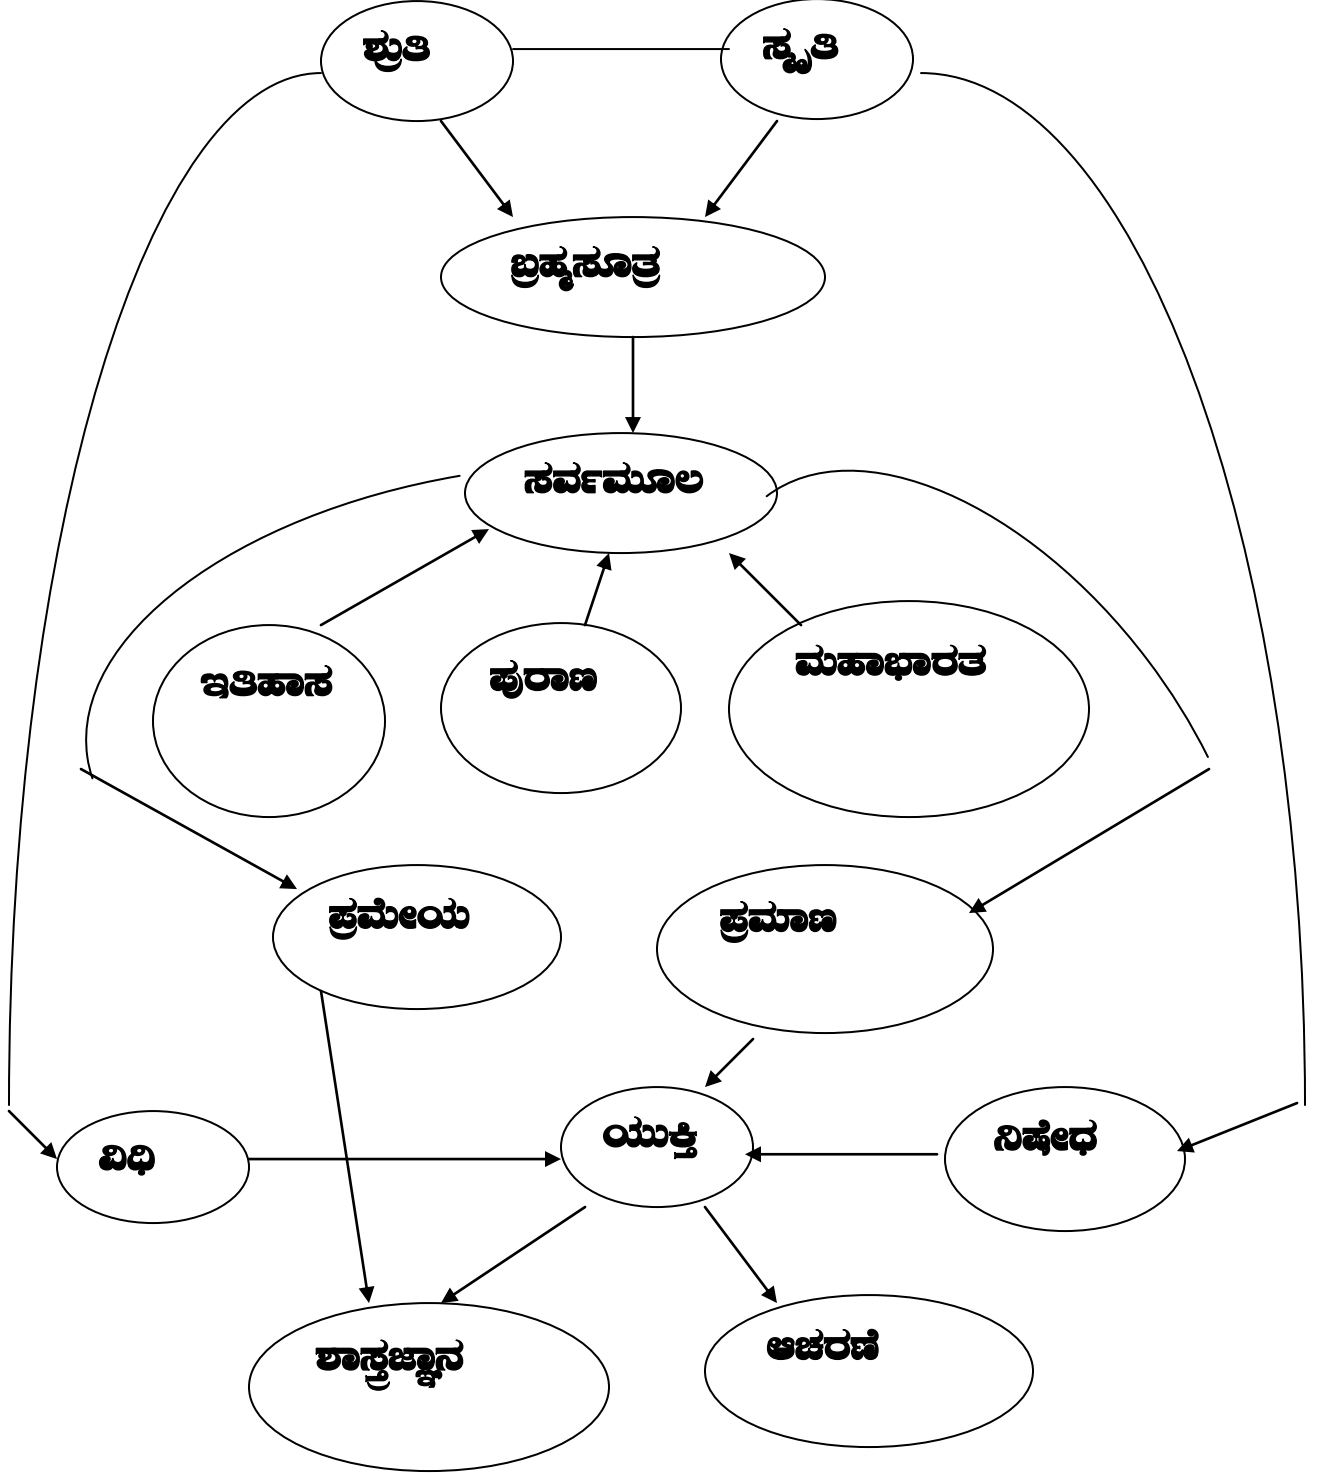 ಶ್ರುತಿ
ಸ್ಮೃತಿ
ಬ್ರಹ್ಮಸೂತ್ರ
ಸರ್ವಮೂಲ
ಇತಿಹಾಸ
ಪುರಾಣ
ಮಹಾಭಾರತ
ಪ್ರಮೇಯ
ಪ್ರಮಾಣ
ವಿಧಿ
ಯುಕ್ತಿ
ನಿಷೇಧ
ಶಾಸ್ತ್ರಜ್ಞಾನ
ಆಚರಣೆ